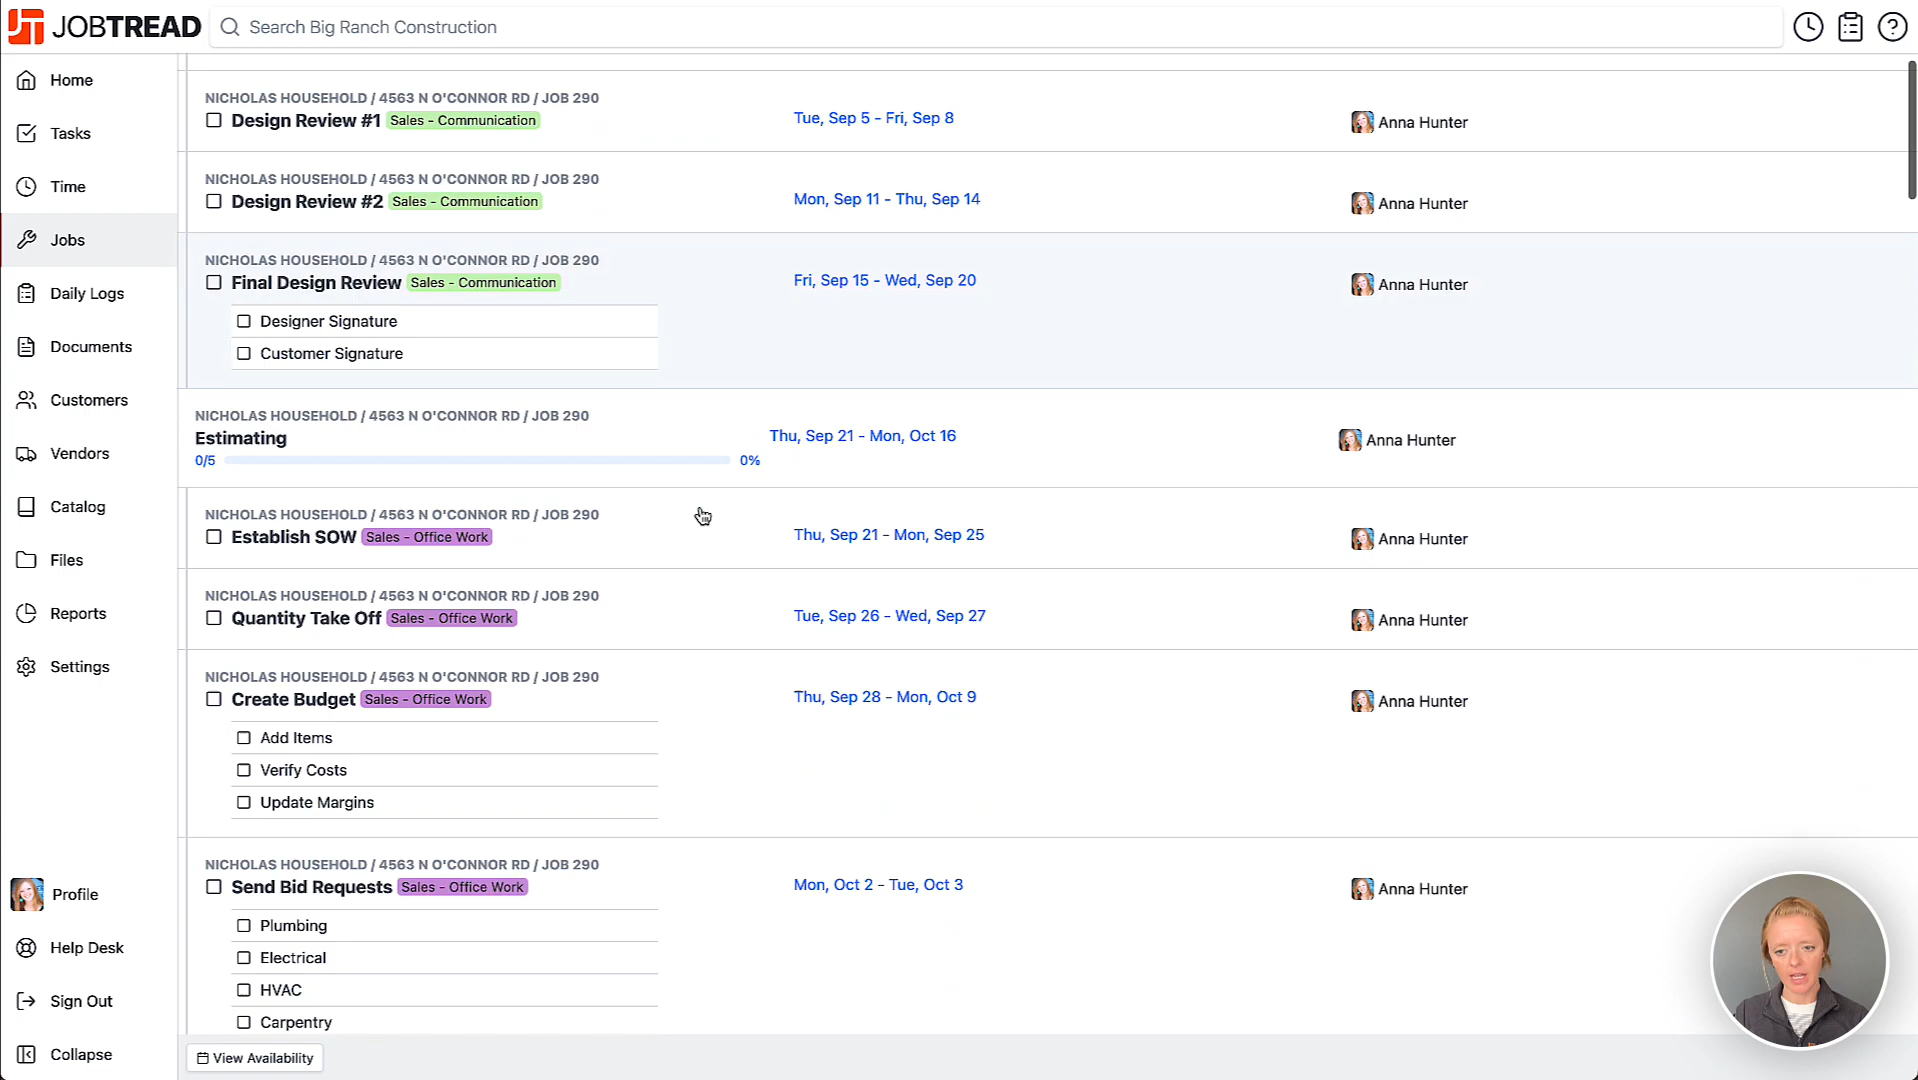 JOBTREAD
Search Big Ranch Construction
Home
Tasks
Time
Jobs
Daily Logs
Documents
Customers
Vendors
Catalog
Files
Reports
Settings
Profile
Help Desk
Sign Out
Collapse
NICHOLAS HOUSEHOLD / 4563 N O'CONNOR RD / JOB 290
Design Review #1 Sales - Communication
Tue, Sep 5 - Fri, Sep 8
Anna Hunter
NICHOLAS HOUSEHOLD / 4563 N O'CONNOR RD / JOB 290
Design Review #2 Sales - Communication
Mon, Sep 11 - Thu, Sep 14
Anna Hunter
NICHOLAS HOUSEHOLD / 4563 N O'CONNOR RD / JOB 290
Final Design Review Sales - Communication
Fri, Sep 15 - Wed, Sep 20
Anna Hunter
Designer Signature
Customer Signature
NICHOLAS HOUSEHOLD / 4563 N O'CONNOR RD / JOB 290
Estimating
Thu, Sep 21 - Mon, Oct 16
Anna Hunter
0/5 0%
NICHOLAS HOUSEHOLD / 4563 N O'CONNOR RD / JOB 290
Establish SOW Sales - Office Work
Thu, Sep 21 - Mon, Sep 25
Anna Hunter
NICHOLAS HOUSEHOLD / 4563 N O'CONNOR RD / JOB 290
Quantity Take Off Sales - Office Work
Tue, Sep 26 - Wed, Sep 27
Anna Hunter
NICHOLAS HOUSEHOLD / 4563 N O'CONNOR RD / JOB 290
Create Budget Sales - Office Work
Thu, Sep 28 - Mon, Oct 9
Anna Hunter
Add Items
Verify Costs
Update Margins
NICHOLAS HOUSEHOLD / 4563 N O'CONNOR RD / JOB 290
Send Bid Requests Sales - Office Work
Mon, Oct 2 - Tue, Oct 3
Anna Hunter
Plumbing
Electrical
HVAC
Carpentry
View Availability